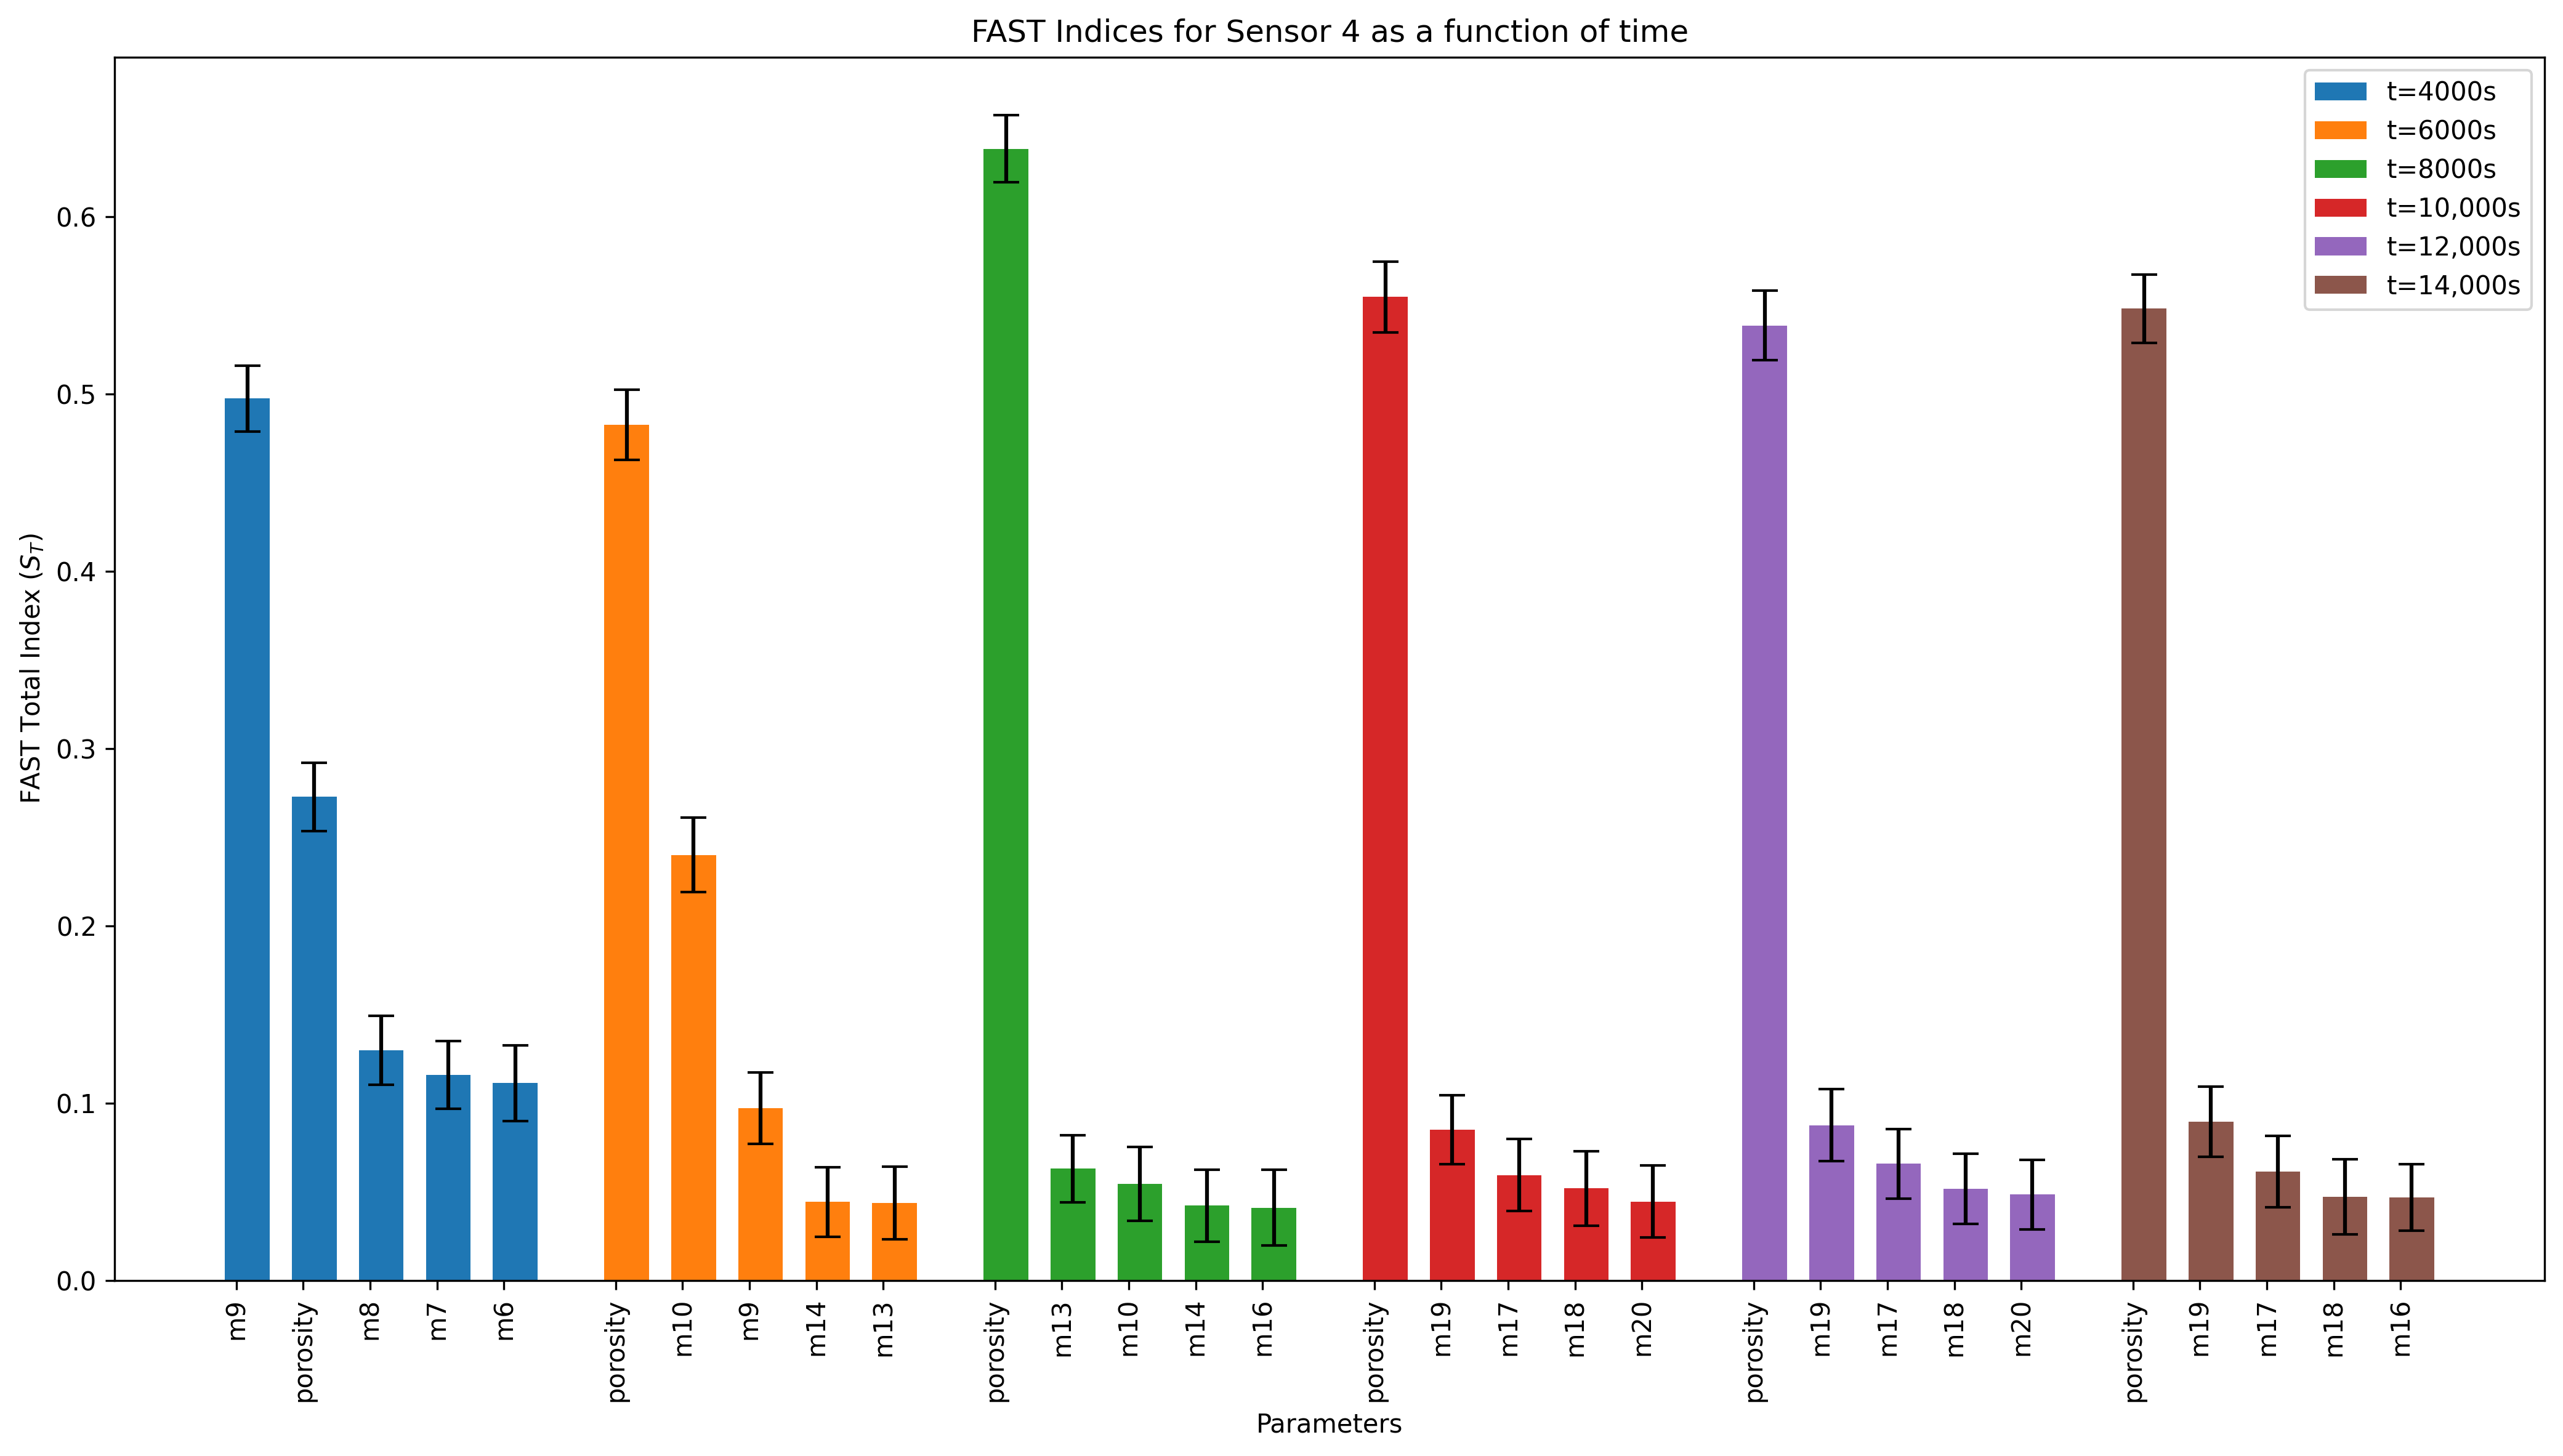 FAST Indices for Sensor 4 as a function of time
t=4000s
t=6000s
t=8000s
t=10,000s
t=12,000s
t=14,000s
FAST Total Index (S_T)
0.6
0.5
0.4
0.3
0.2
0.1
0.0
m9
porosity
m8
m7
m6
porosity
m10
m9
m14
m13
porosity
m13
m10
m14
m16
porosity
m19
m17
m18
m20
porosity
m19
m17
m18
m20
porosity
m19
m17
m18
m16
Parameters